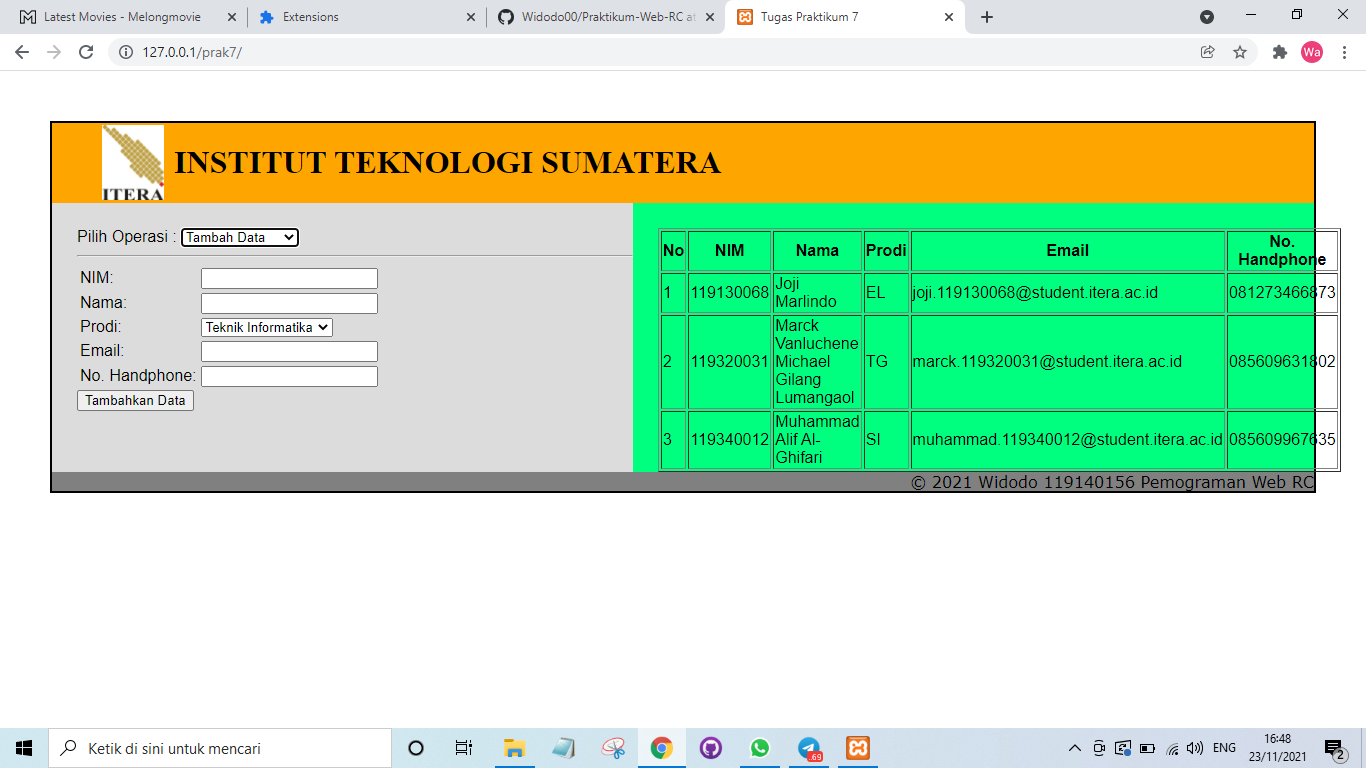 Latest Movies - Melongmovie
Extensions
Widodo00/Praktikum-Web-RC at
Tugas Praktikum 7
127.0.0.1/prak7/
Wa
ITERA
INSTITUT TEKNOLOGI SUMATERA
Pilih Operasi : Tambah Data
NIM:
Nama:
Prodi: Teknik Informatika
Email:
No. Handphone:
Tambahkan Data
No NIM Nama Prodi Email No. Handphone
1 119130068 Joji Marlindo EL joji.119130068@student.itera.ac.id 081273466873
2 119320031 Marck Vanluchene Michael Gilang Lumangaol TG marck.119320031@student.itera.ac.id 085609631802
3 119340012 Muhammad Alif Al-Ghifari SI muhammad.119340012@student.itera.ac.id 085609967635
© 2021 Widodo 119140156 Pemograman Web RC
Ketik di sini untuk mencari
.69
ENG
16:48
23/11/2021
2